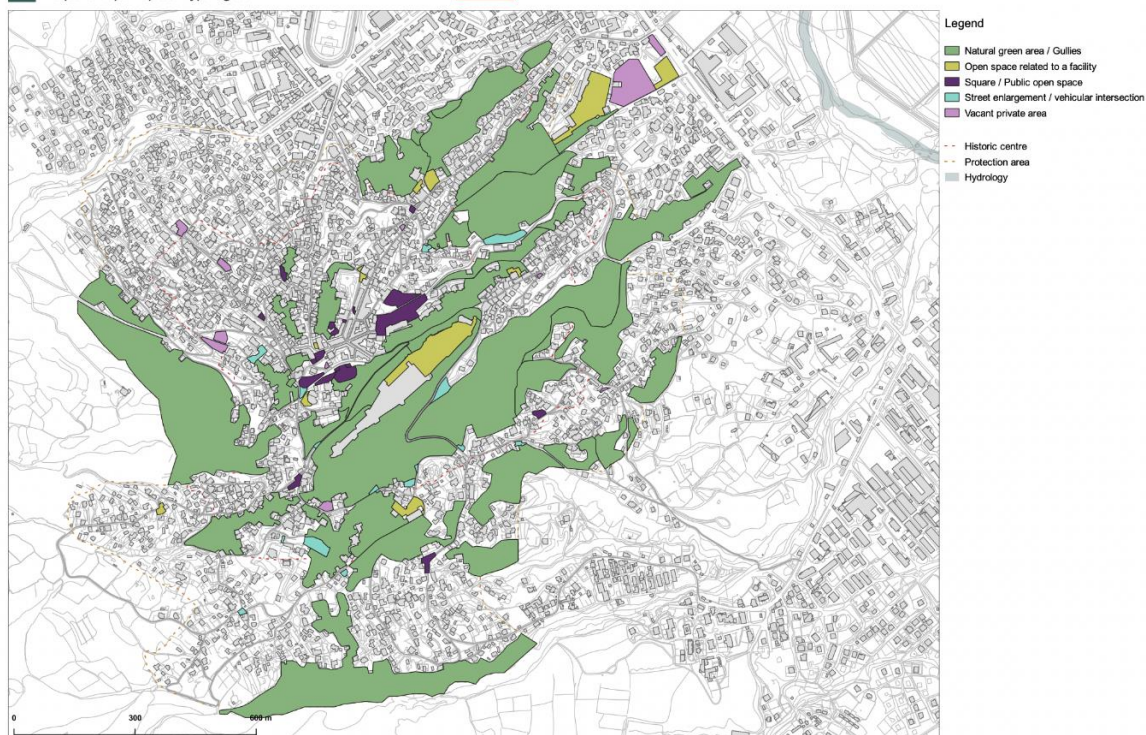 Legend
Natural green area / Gullies
Open space related to a facility
Square / Public open space
Street enlargement / vehicular intersection
Vacant private area
Historic centre
Protection area
Hydrology
0 300 600 m